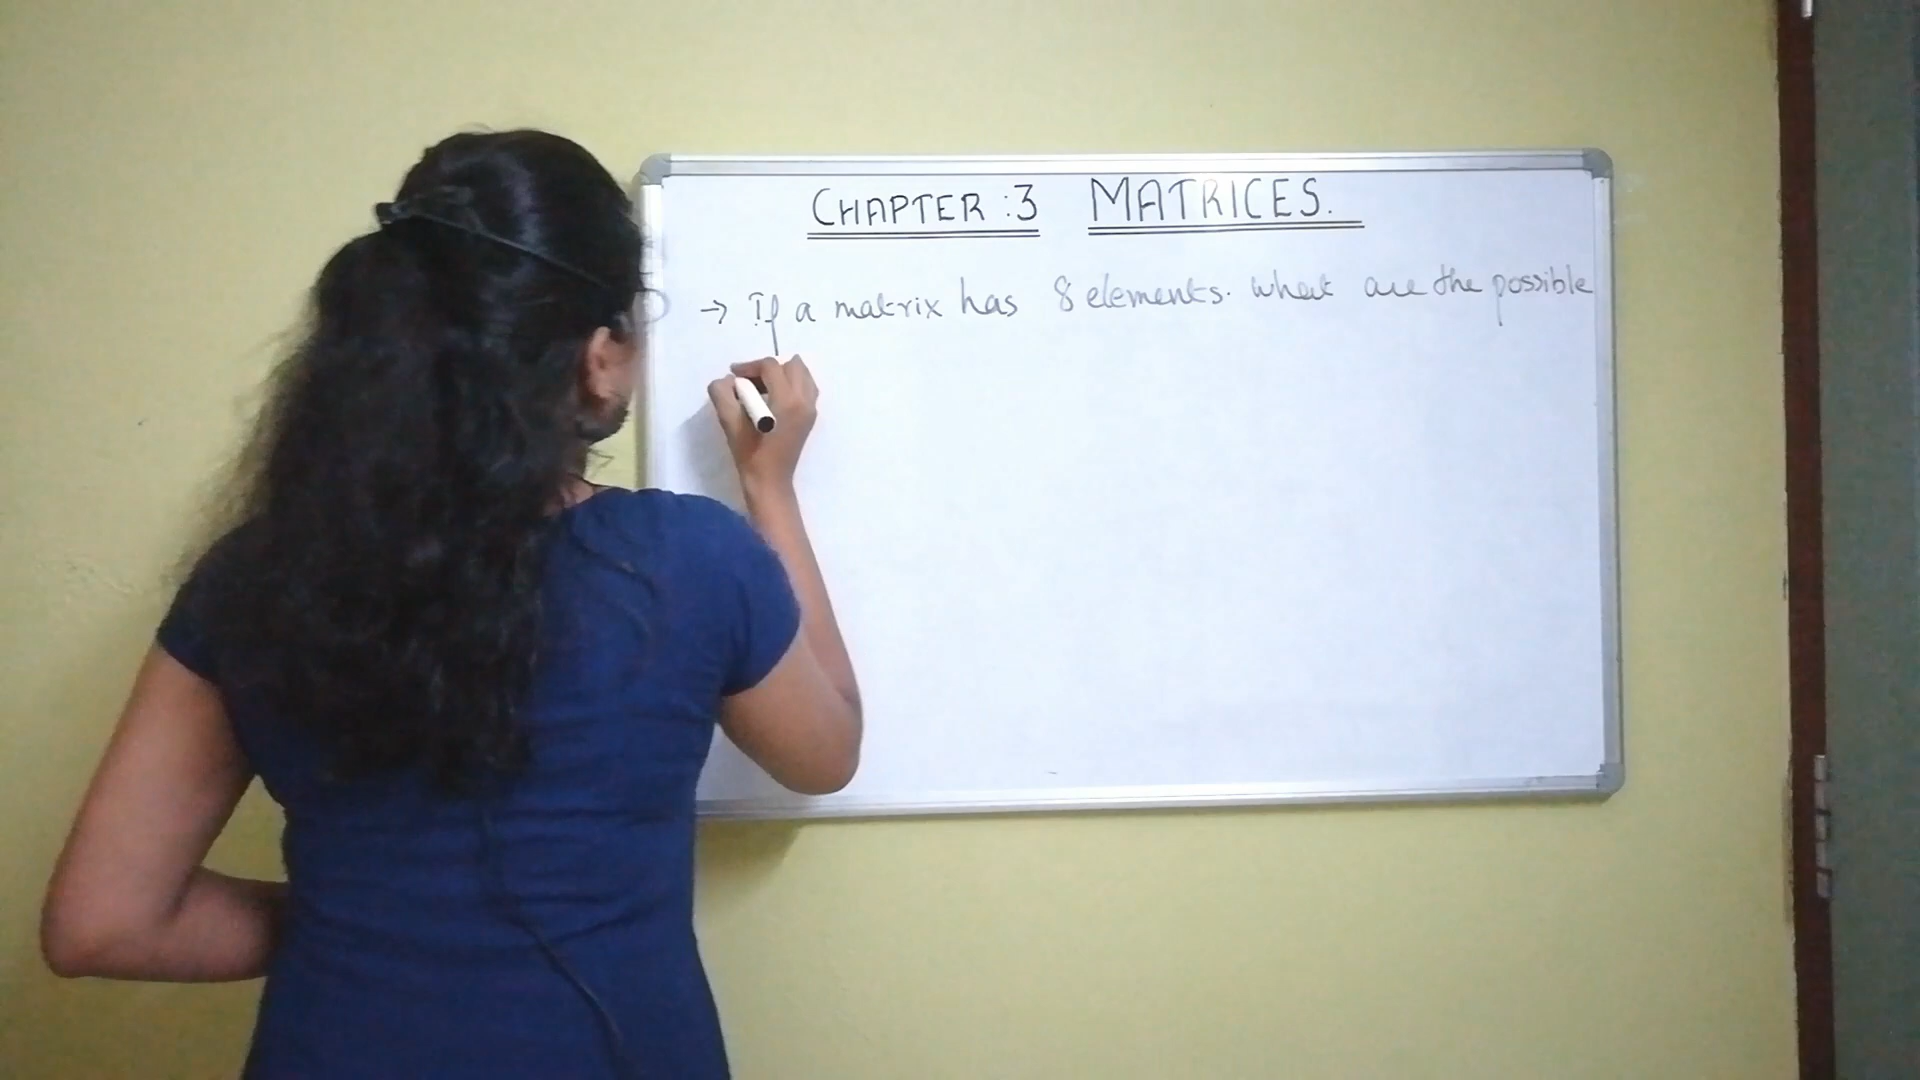 CHAPTER :3 MATRICES.
→ If a matrix has 8 elements. what are the possible